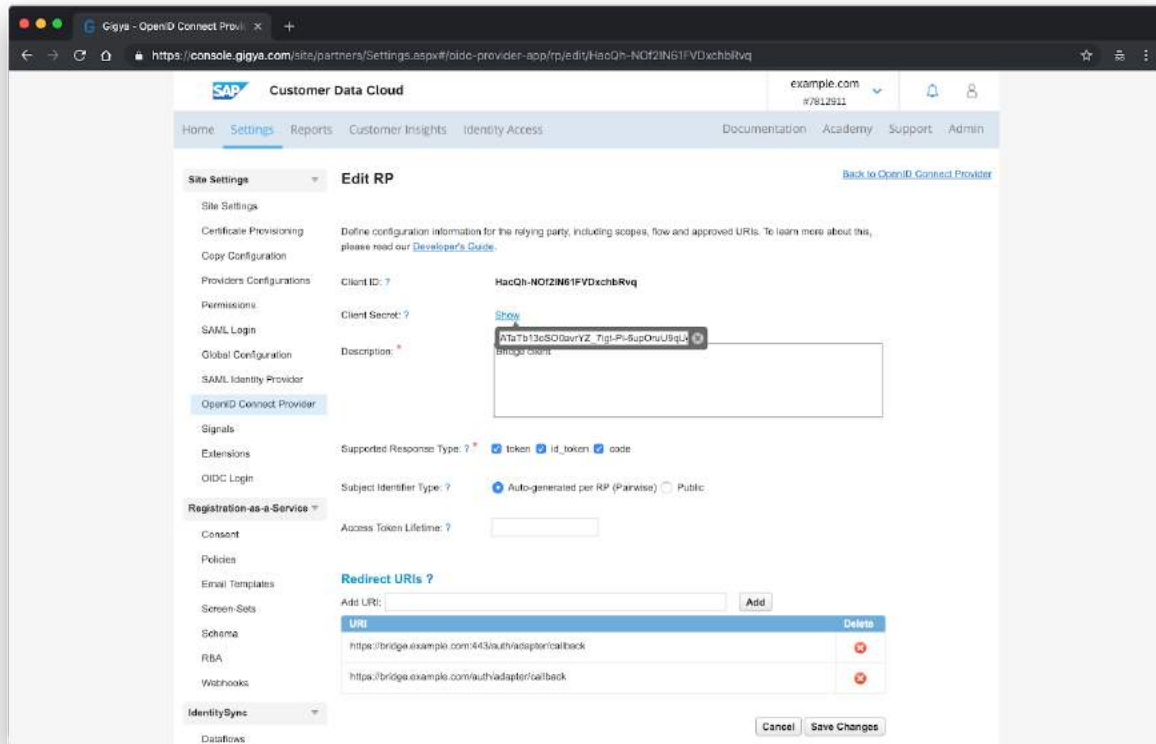 Gigya - OpenID Connect Provi
https://console.gigya.com/site/partners/Settings.aspx#/oidc-provider-app/rp/edit/HacQh-NOf2IN61FVDxchbRvq
SAP Customer Data Cloud
example.com
#7812911
Home Settings Reports Customer Insights Identity Access Documentation Academy Support Admin
Site Settings
Site Settings
Certificate Provisioning
Copy Configuration
Providers Configurations
Permissions
SAML Login
Global Configuration
SAML Identity Provider
OpenID Connect Provider
Signals
Extensions
OIDC Login
Registration-as-a-Service
Consent
Policies
Email Templates
Screen-Sets
Schema
RBA
Webhooks
IdentitySync
Dataflows
Edit RP
Back to OpenID Connect Provider
Define configuration information for the relying party, including scopes, flow and approved URIs. To learn more about this,
please read our Developer's Guide.
Client ID: ? HacQh-NOf2IN61FVDxchbRvq
Client Secret: ? Show
Description: *
Bridge client
Supported Response Type: ? * token id_token code
Subject Identifier Type: ? Auto-generated per RP (Pairwise) Public
Access Token Lifetime: ?
Redirect URIs ?
Add URI: Add
URI Delete
https://bridge.example.com:443/auth/adapter/callback
https://bridge.example.com/auth/adapter/callback
Cancel Save Changes